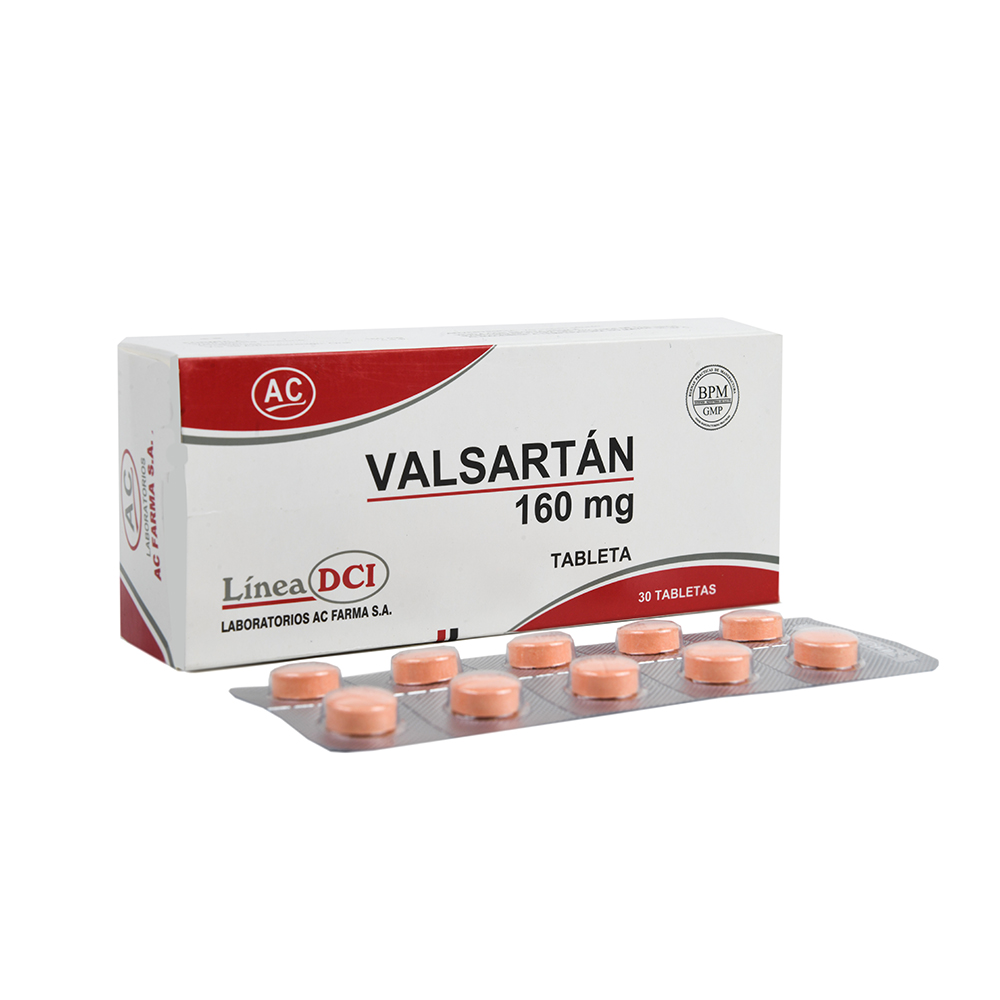 AC
VALSARTÁN
160 mg
TABLETA
Línea DCI
LABORATORIOS AC FARMA S.A.
30 TABLETAS
BPM
GMP
AC
LABORATORIOS
AC FARMA S.A.